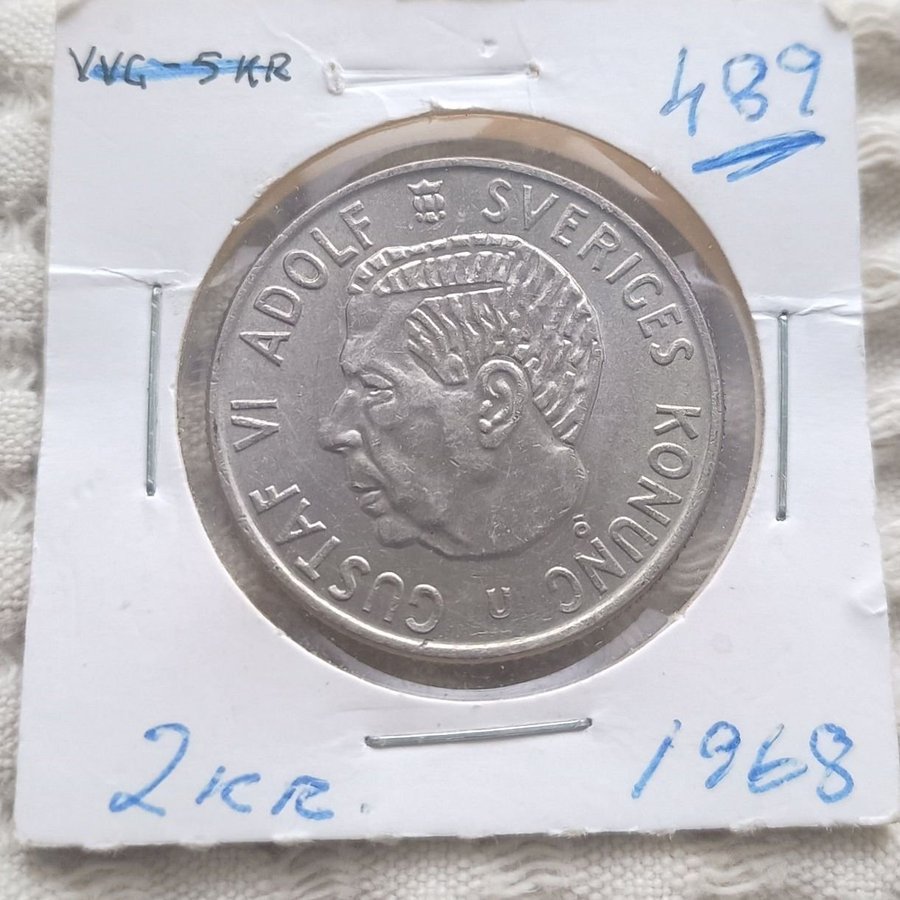 VVG-5KR
489
GUSTAF VI ADOLF SVERIGES KONUNG
U
2 KR.
1968